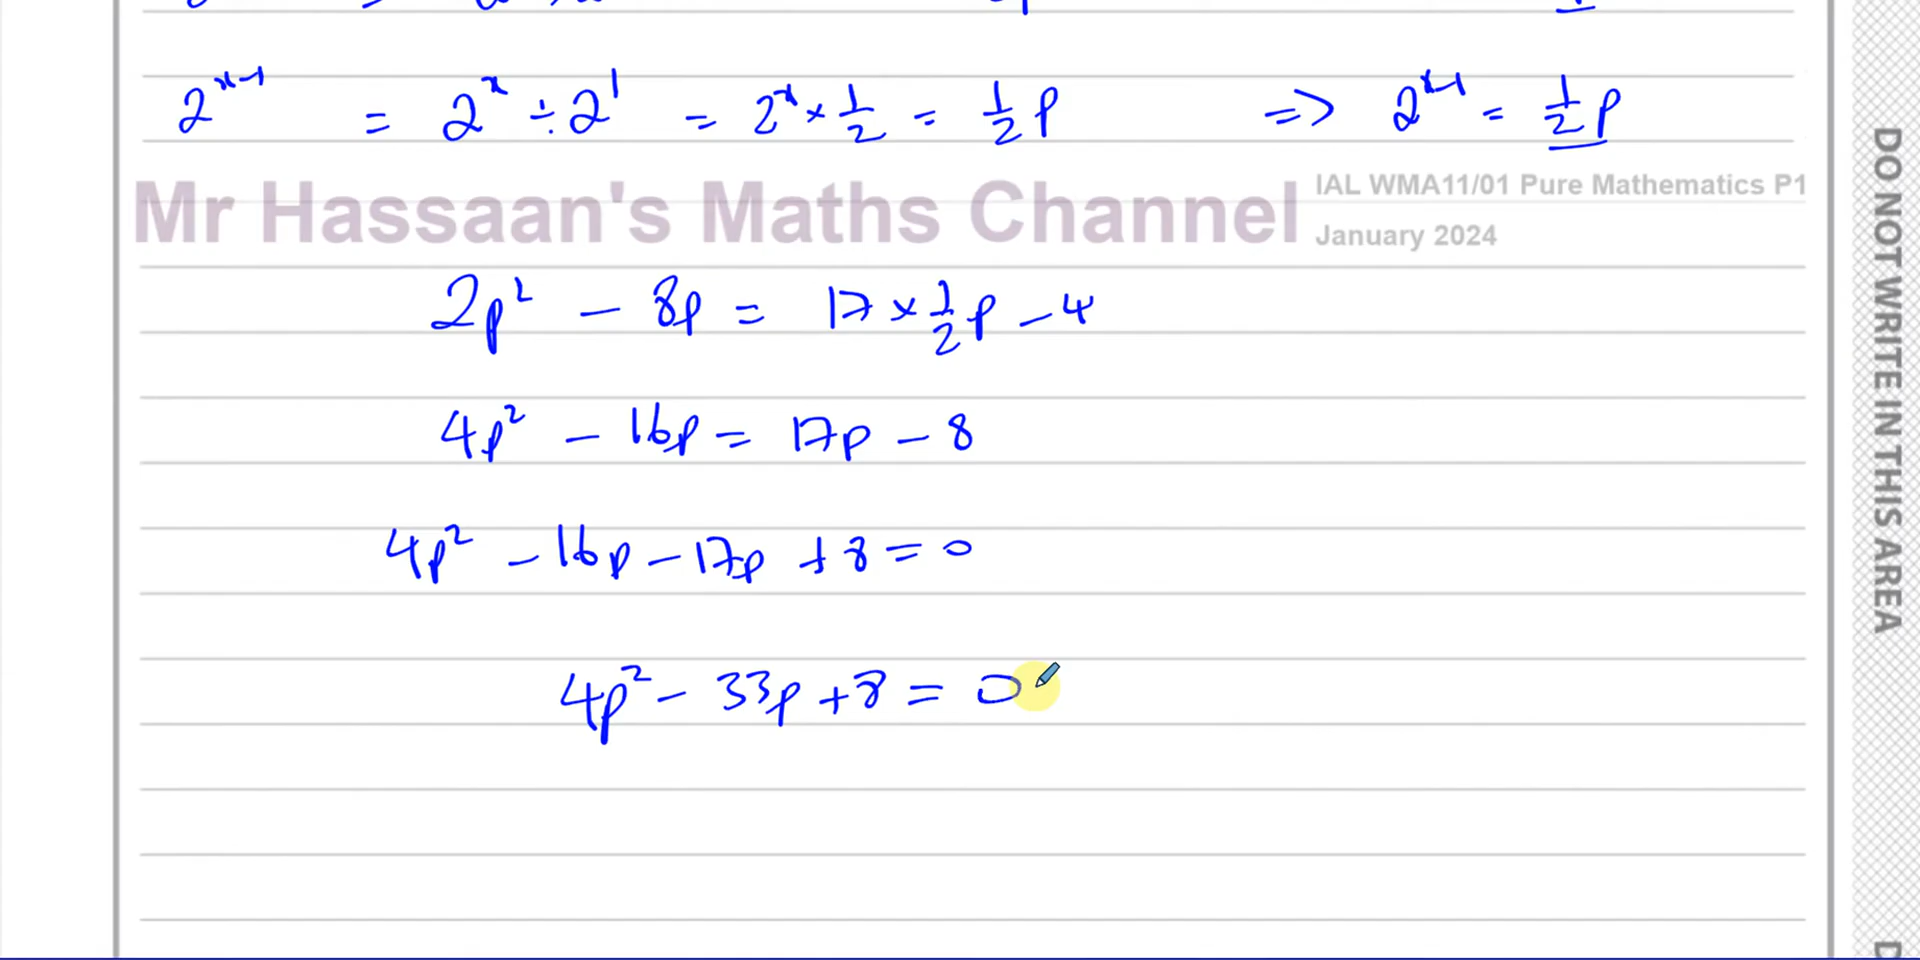 2^{x-1} = 2^x ÷ 2^1 = 2^x × 1/2 = 1/2 p => 2^{x-1} = 1/2 p
Mr Hassaan's Maths Channel
IAL WMA11/01 Pure Mathematics P1
January 2024
2p² - 8p = 17 × 1/2 p - 4
4p² - 16p = 17p - 8
4p² - 16p - 17p + 8 = 0
4p² - 33p + 8 = 0
DO NOT WRITE IN THIS AREA